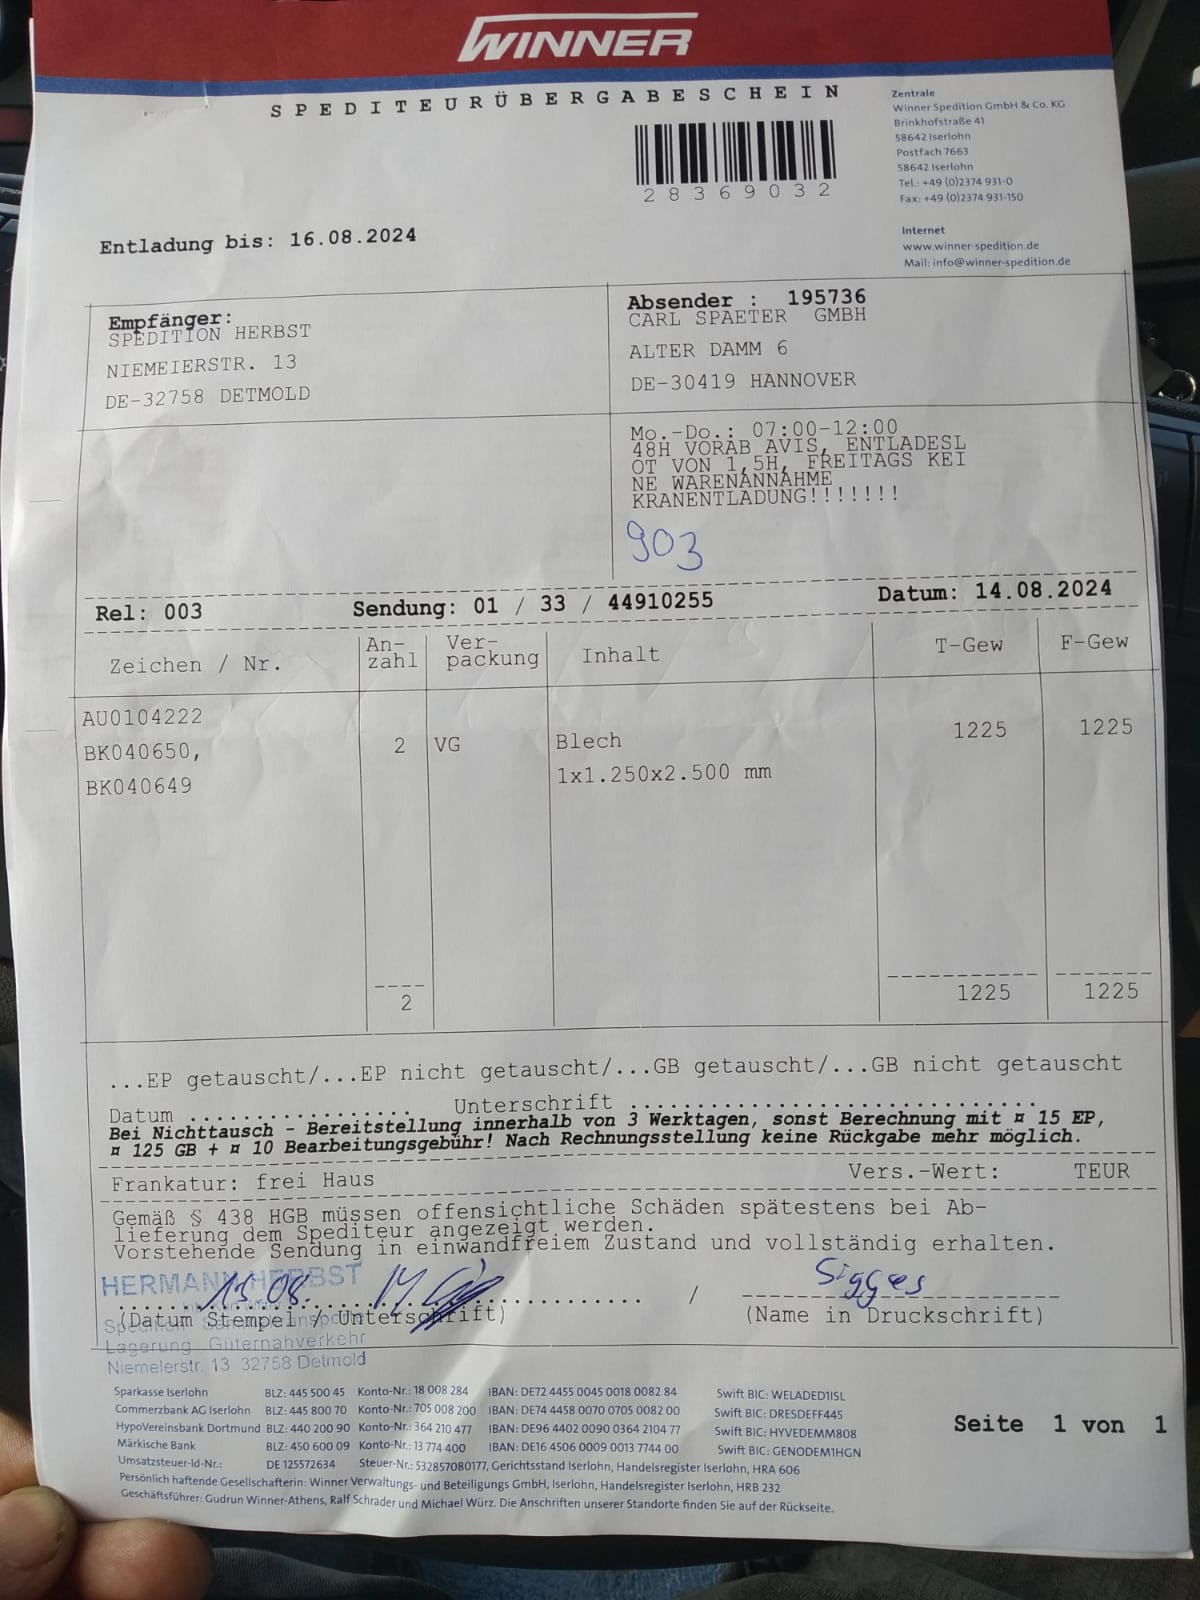 WINNER
SPEDITEURÜBERGABESCHEIN
28369032
Zentrale
Winner Spedition GmbH & Co. KG
Brinkhofstraße 41
58642 Iserlohn
Postfach 7663
58642 Iserlohn
Tel.: +49 (0)2374 931-0
Fax: +49 (0)2374 931-150
Internet
www.winner-spedition.de
Mail: info@winner-spedition.de
Entladung bis: 16.08.2024
Empfänger:
SPEDITION HERBST
NIEMEIERSTR. 13
DE-32758 DETMOLD
Absender : 195736
CARL SPAETER GMBH
ALTER DAMM 6
DE-30419 HANNOVER
Mo.-Do.: 07:00-12:00
48H VORAB AVIS, ENTLADESL
OT VON 1,5H, FREITAGS KEI
NE WARENANNAHME
KRANENTLADUNG!!!!!!!
903
Rel: 003 Sendung: 01 / 33 / 44910255 Datum: 14.08.2024
Zeichen / Nr. An-zahl Ver-packung Inhalt T-Gew F-Gew
AU0104222
BK040650, 2 VG Blech 1225 1225
BK040649 1x1.250x2.500 mm
2 1225 1225
...EP getauscht/...EP nicht getauscht/...GB getauscht/...GB nicht getauscht
Datum .................. Unterschrift ................................
Bei Nichttausch - Bereitstellung innerhalb von 3 Werktagen, sonst Berechnung mit ¤ 15 EP,
¤ 125 GB + ¤ 10 Bearbeitungsgebühr! Nach Rechnungsstellung keine Rückgabe mehr möglich.
Frankatur: frei Haus Vers.-Wert: TEUR
Gemäß § 438 HGB müssen offensichtliche Schäden spätestens bei Ab-
lieferung dem Spediteur angezeigt werden.
Vorstehende Sendung in einwandfreiem Zustand und vollständig erhalten.
HERMANN HERBST
15.08. / Sigges
(Datum Stempel / Unterschrift) (Name in Druckschrift)
Lagerung Güternahverkehr
Niemeierstr. 13 32758 Detmold
Sparkasse Iserlohn BLZ: 445 500 45 Konto-Nr.: 18 008 284 IBAN: DE72 4455 0045 0018 0082 84 Swift BIC: WELADED1ISL
Commerzbank AG Iserlohn BLZ: 445 800 70 Konto-Nr.: 705 008 200 IBAN: DE74 4458 0070 0705 0082 00 Swift BIC: DRESDEFF445
HypoVereinsbank Dortmund BLZ: 440 200 90 Konto-Nr.: 364 210 477 IBAN: DE96 4402 0090 0364 2104 77 Swift BIC: HYVEDEMM808
Märkische Bank BLZ: 450 600 09 Konto-Nr.: 13 774 400 IBAN: DE16 4506 0009 0013 7744 00 Swift BIC: GENODEM1HGN
Umsatzsteuer-Id-Nr.: DE 125572634 Steuer-Nr.: 532857080177, Gerichtsstand Iserlohn, Handelsregister Iserlohn, HRA 606
Persönlich haftende Gesellschafterin: Winner Verwaltungs- und Beteiligungs GmbH, Iserlohn, Handelsregister Iserlohn, HRB 232
Geschäftsführer: Gudrun Winner-Athens, Ralf Schrader und Michael Würz. Die Anschriften unserer Standorte finden Sie auf der Rückseite.
Seite 1 von 1